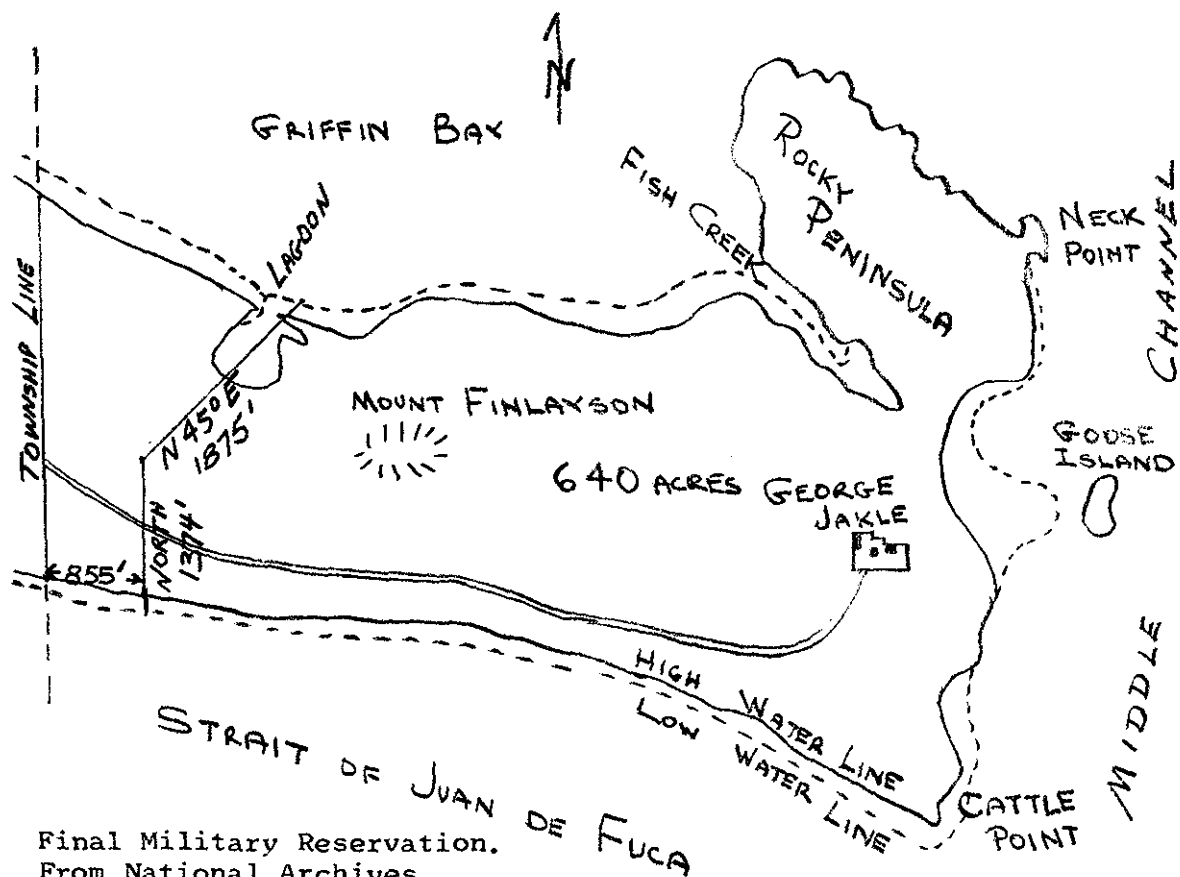 N
GRIFFIN BAY
ROCKY
PENINSULA
FISH CREEK
NECK
POINT
MIDDLE CHANNEL
LAGOON
TOWNSHIP LINE
N 45° E
1875'
MOUNT FINLAYSON
GOOSE
ISLAND
640 ACRES
GEORGE
JAKLE
NORTH
1374'
855'
HIGH WATER LINE
LOW WATER LINE
STRAIT OF JUAN DE FUCA
CATTLE
POINT
Final Military Reservation.
From National Archives